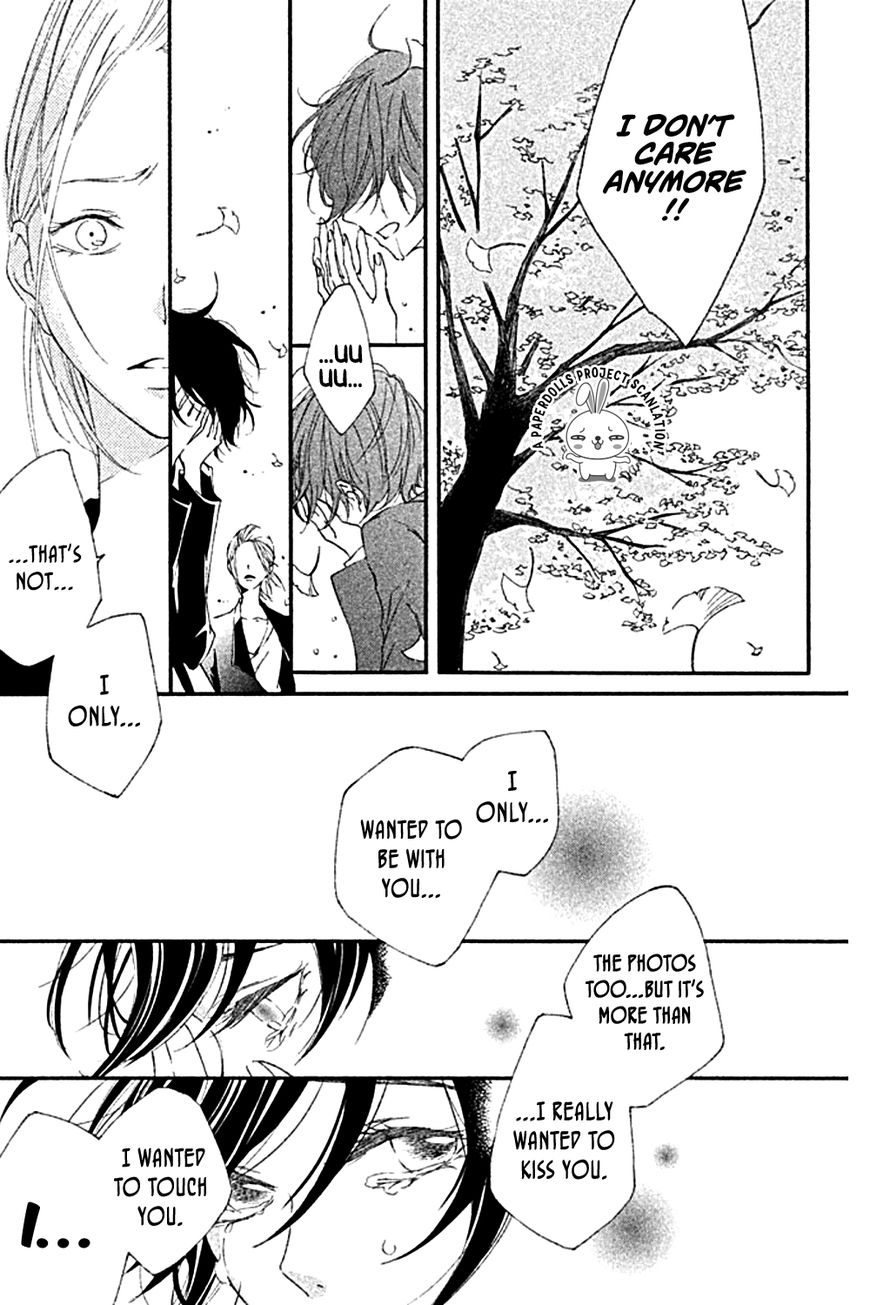 I DON'T
CARE
ANYMORE
!!
A PAPERDOLLS PROJECT SCANLATION
...UU
UU...
...THAT'S
NOT...
I
ONLY...
I
ONLY...
WANTED TO
BE WITH
YOU...
THE PHOTOS
TOO...BUT IT'S
MORE THAN
THAT.
...I REALLY
WANTED TO
KISS YOU.
I WANTED
TO TOUCH
YOU.
I...